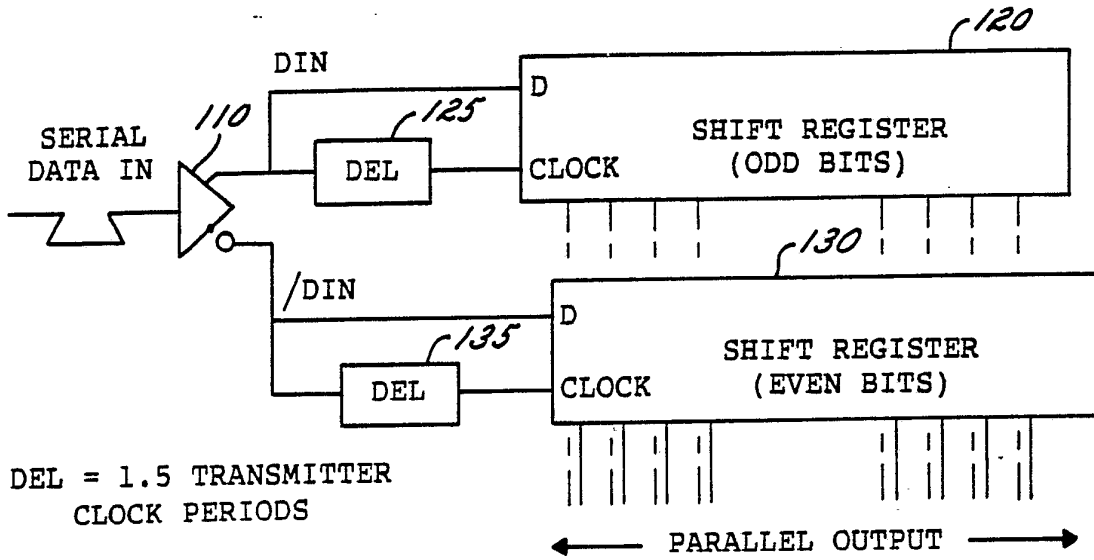 120
DIN
D
110
125
SERIAL
DATA IN
SHIFT REGISTER
(ODD BITS)
DEL
CLOCK
130
/DIN
D
135
SHIFT REGISTER
(EVEN BITS)
DEL
CLOCK
DEL = 1.5 TRANSMITTER
CLOCK PERIODS
PARALLEL OUTPUT